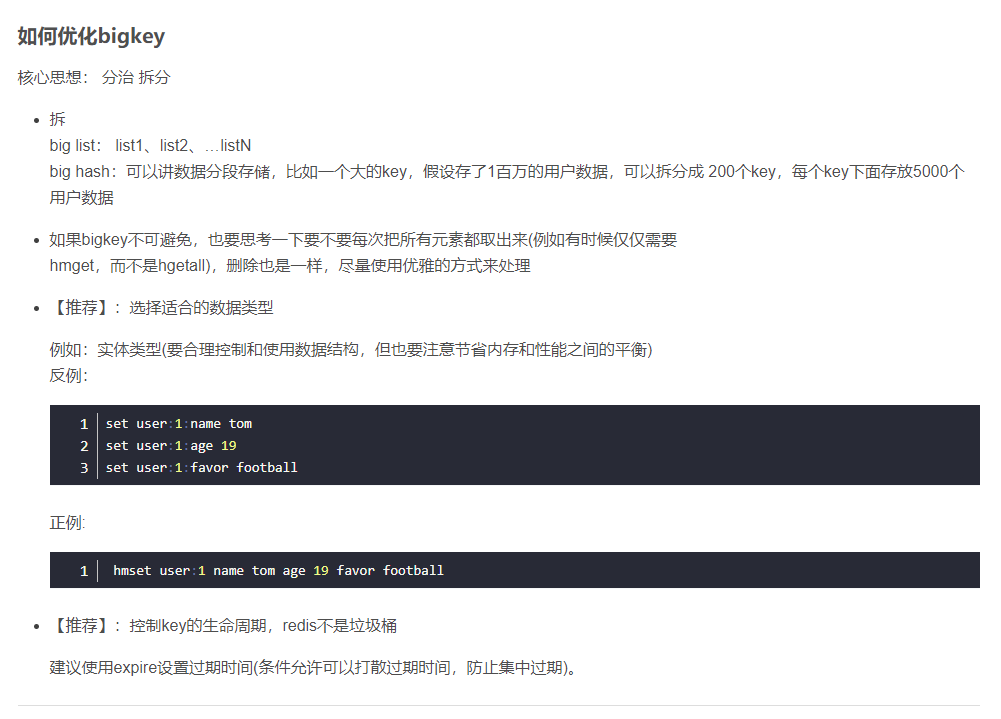 如何优化bigkey
核心思想： 分治 拆分
拆
big list： list1、list2、…listN
big hash：可以讲数据分段存储，比如一个大的key，假设存了1百万的用户数据，可以拆分成 200个key，每个key下面存放5000个
用户数据
如果bigkey不可避免，也要思考一下要不要每次把所有元素都取出来(例如有时候仅仅需要
hmget，而不是hgetall)，删除也是一样，尽量使用优雅的方式来处理
【推荐】：选择适合的数据类型
例如：实体类型(要合理控制和使用数据结构，但也要注意节省内存和性能之间的平衡)
反例：
1 set user:1:name tom
2 set user:1:age 19
3 set user:1:favor football
正例:
1 hmset user:1 name tom age 19 favor football
【推荐】：控制key的生命周期，redis不是垃圾桶
建议使用expire设置过期时间(条件允许可以打散过期时间，防止集中过期)。